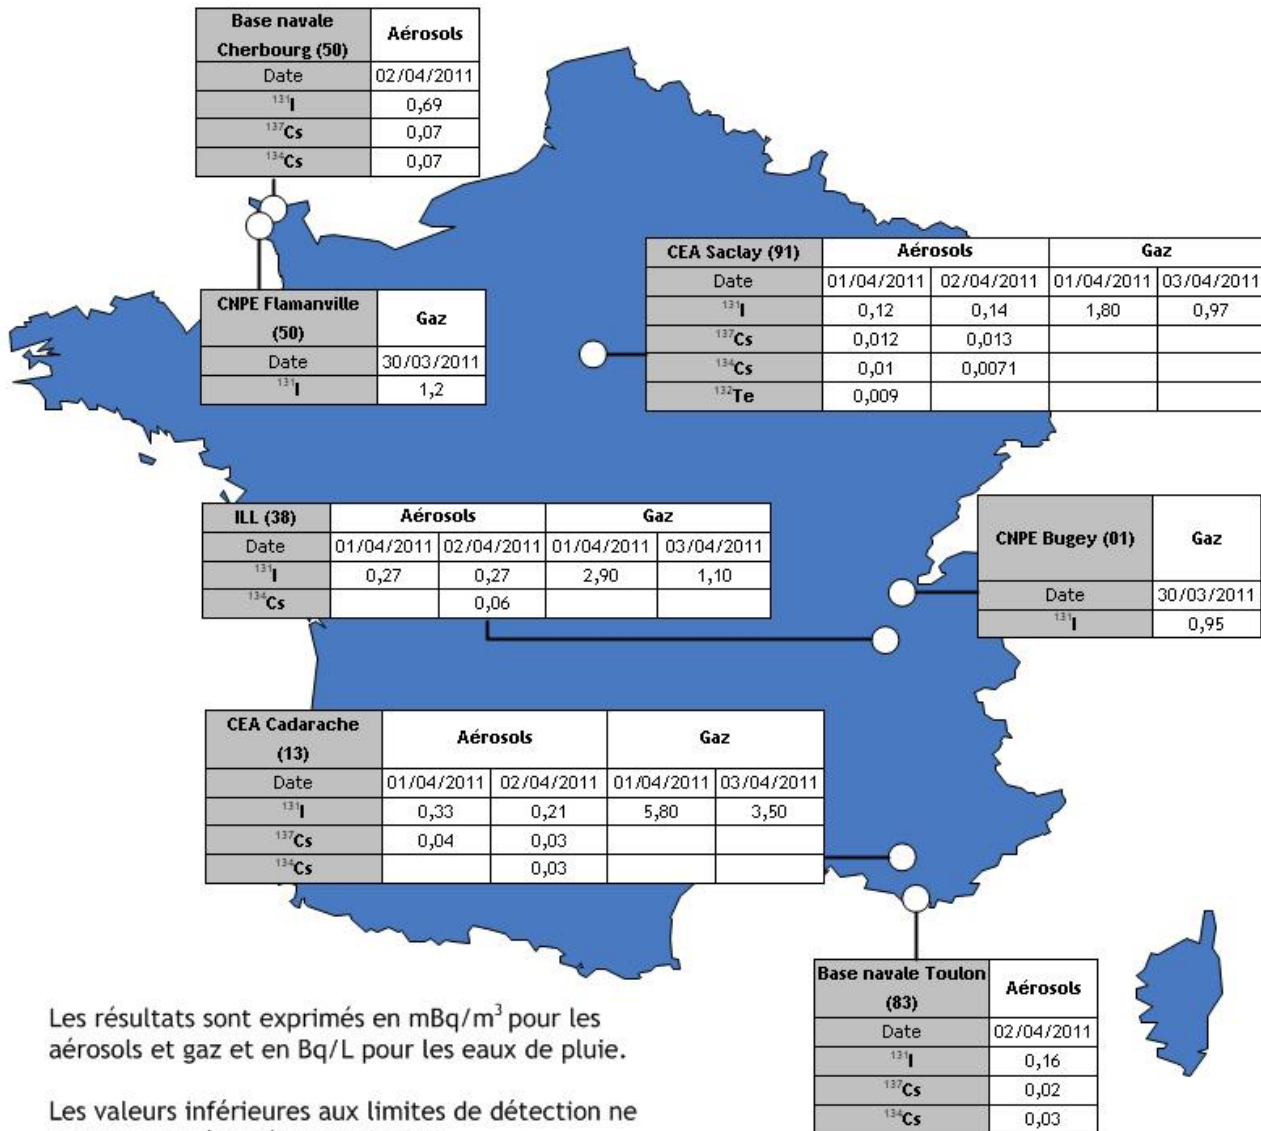 Base navale Cherbourg (50) Aérosols
Date 02/04/2011
¹³¹I 0,69
¹³⁷Cs 0,07
¹³⁴Cs 0,07
CEA Saclay (91) Aérosols Gaz
Date 01/04/2011 02/04/2011 01/04/2011 03/04/2011
¹³¹I 0,12 0,14 1,80 0,97
¹³⁷Cs 0,012 0,013
¹³⁴Cs 0,01 0,0071
¹³²Te 0,009
CNPE Flamanville (50) Gaz
Date 30/03/2011
¹³¹I 1,2
ILL (38) Aérosols Gaz
Date 01/04/2011 02/04/2011 01/04/2011 03/04/2011
¹³¹I 0,27 0,27 2,90 1,10
¹³⁴Cs 0,06
CNPE Bugey (01) Gaz
Date 30/03/2011
¹³¹I 0,95
CEA Cadarache (13) Aérosols Gaz
Date 01/04/2011 02/04/2011 01/04/2011 03/04/2011
¹³¹I 0,33 0,21 5,80 3,50
¹³⁷Cs 0,04 0,03
¹³⁴Cs 0,03
Base navale Toulon (83) Aérosols
Date 02/04/2011
¹³¹I 0,16
¹³⁷Cs 0,02
¹³⁴Cs 0,03
Les résultats sont exprimés en mBq/m³ pour les
aérosols et gaz et en Bq/L pour les eaux de pluie.
Les valeurs inférieures aux limites de détection ne